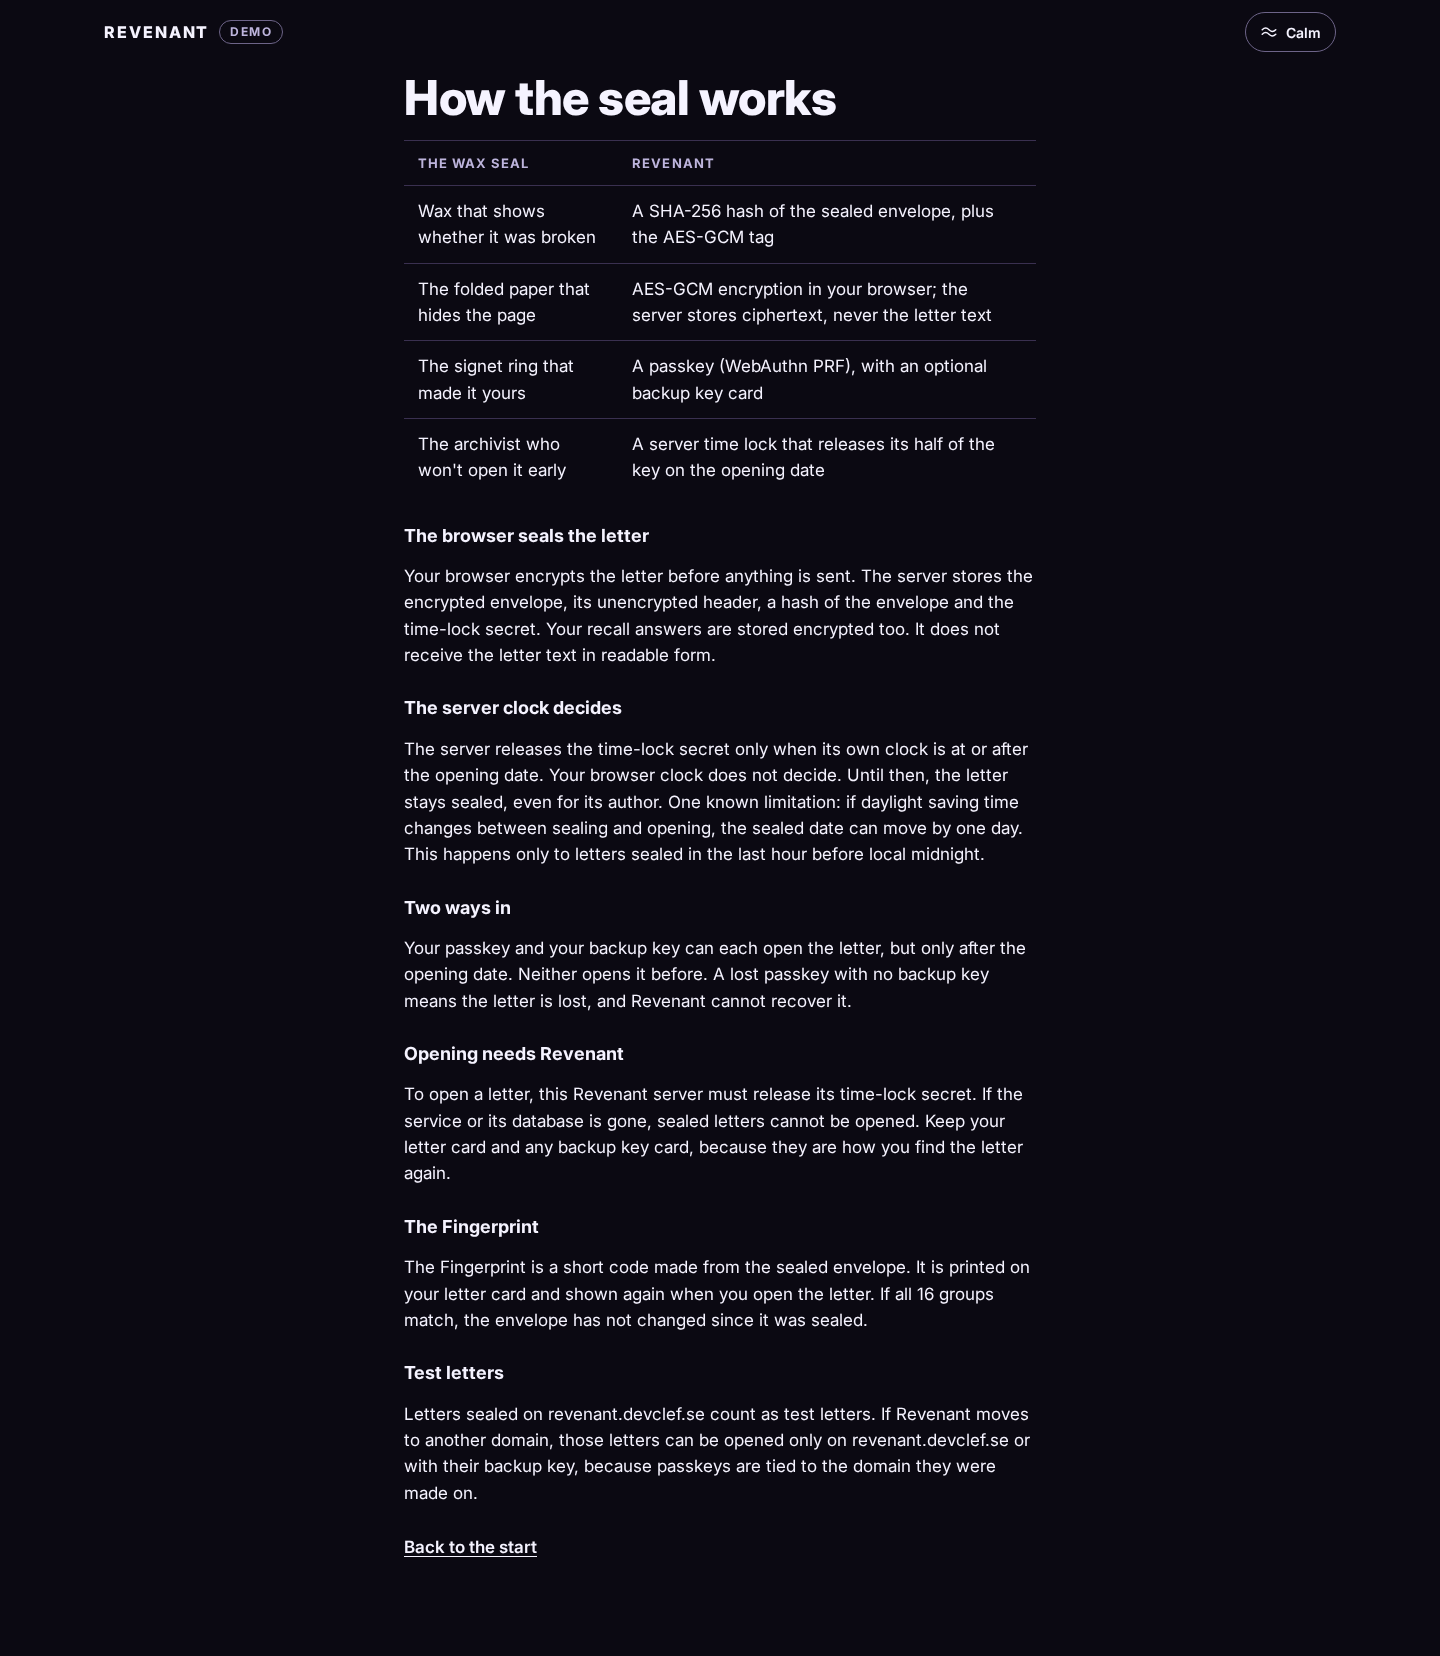 REVENANT DEMO
Calm
How the seal works
THE WAX SEAL REVENANT
Wax that shows whether it was broken
A SHA-256 hash of the sealed envelope, plus the AES-GCM tag
The folded paper that hides the page
AES-GCM encryption in your browser; the server stores ciphertext, never the letter text
The signet ring that made it yours
A passkey (WebAuthn PRF), with an optional backup key card
The archivist who won't open it early
A server time lock that releases its half of the key on the opening date
The browser seals the letter
Your browser encrypts the letter before anything is sent. The server stores the
encrypted envelope, its unencrypted header, a hash of the envelope and the
time-lock secret. Your recall answers are stored encrypted too. It does not
receive the letter text in readable form.
The server clock decides
The server releases the time-lock secret only when its own clock is at or after
the opening date. Your browser clock does not decide. Until then, the letter
stays sealed, even for its author. One known limitation: if daylight saving time
changes between sealing and opening, the sealed date can move by one day.
This happens only to letters sealed in the last hour before local midnight.
Two ways in
Your passkey and your backup key can each open the letter, but only after the
opening date. Neither opens it before. A lost passkey with no backup key
means the letter is lost, and Revenant cannot recover it.
Opening needs Revenant
To open a letter, this Revenant server must release its time-lock secret. If the
service or its database is gone, sealed letters cannot be opened. Keep your
letter card and any backup key card, because they are how you find the letter
again.
The Fingerprint
The Fingerprint is a short code made from the sealed envelope. It is printed on
your letter card and shown again when you open the letter. If all 16 groups
match, the envelope has not changed since it was sealed.
Test letters
Letters sealed on revenant.devclef.se count as test letters. If Revenant moves
to another domain, those letters can be opened only on revenant.devclef.se or
with their backup key, because passkeys are tied to the domain they were
made on.
Back to the start